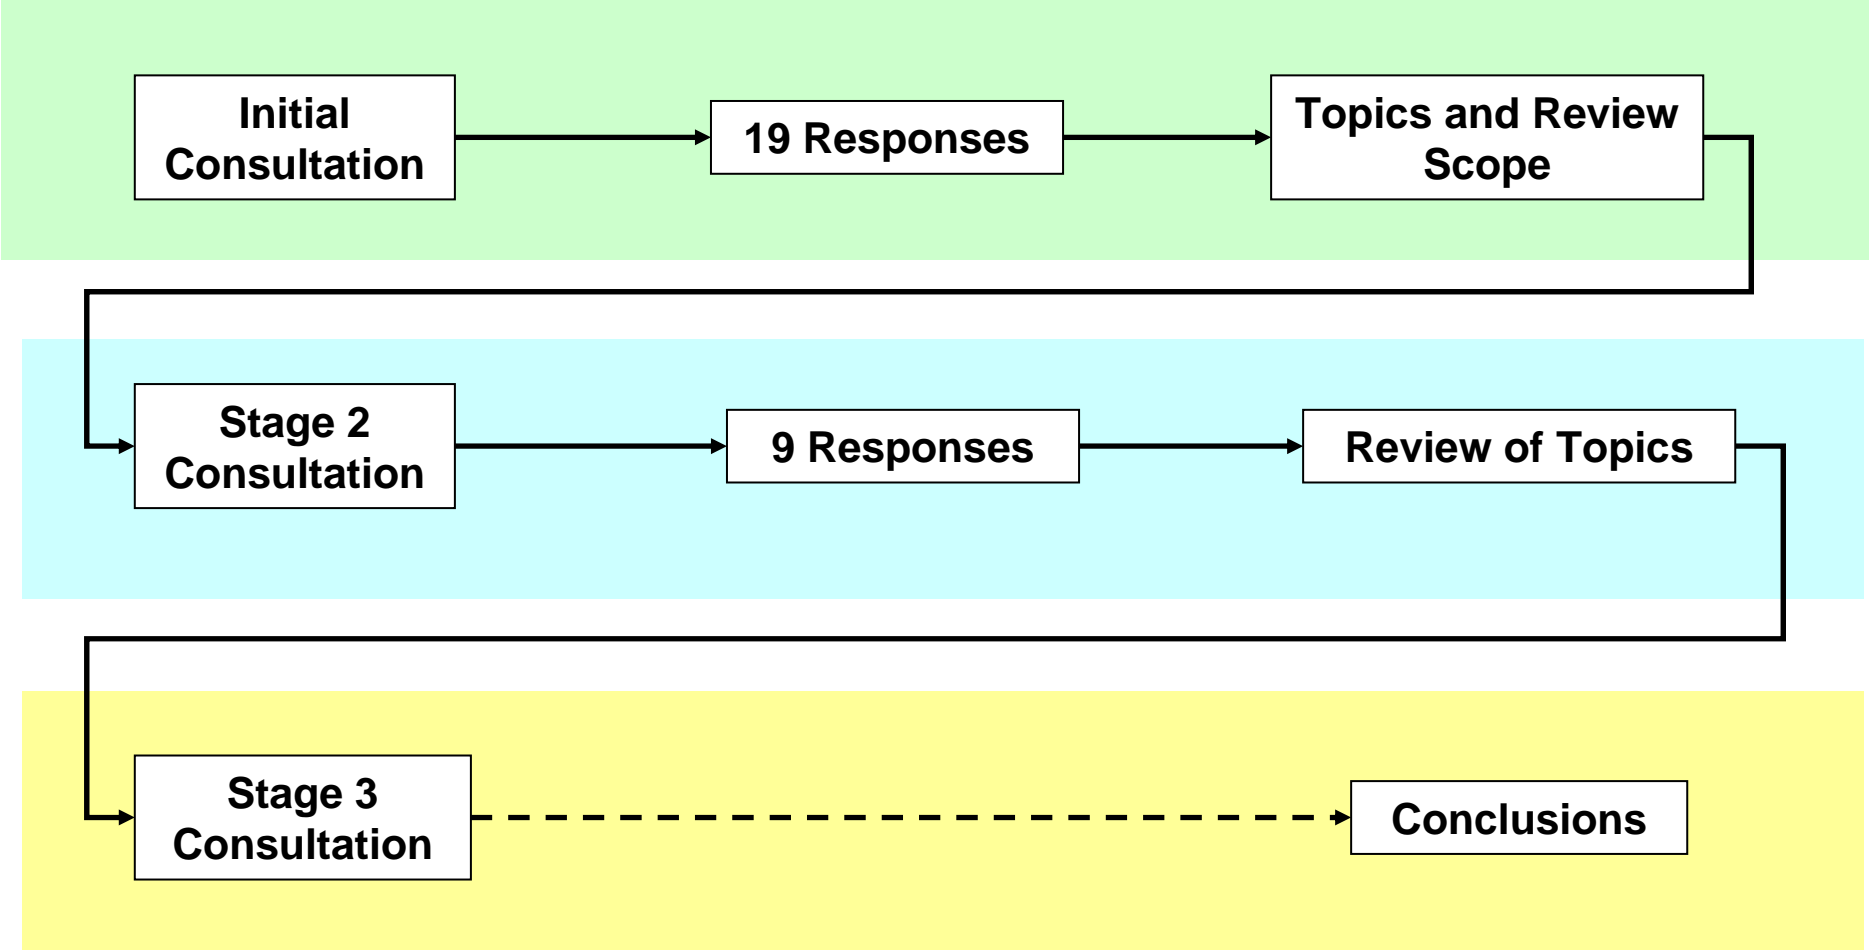 Initial
Consultation
19 Responses
Topics and Review
Scope
Stage 2
Consultation
9 Responses
Review of Topics
Stage 3
Consultation
Conclusions